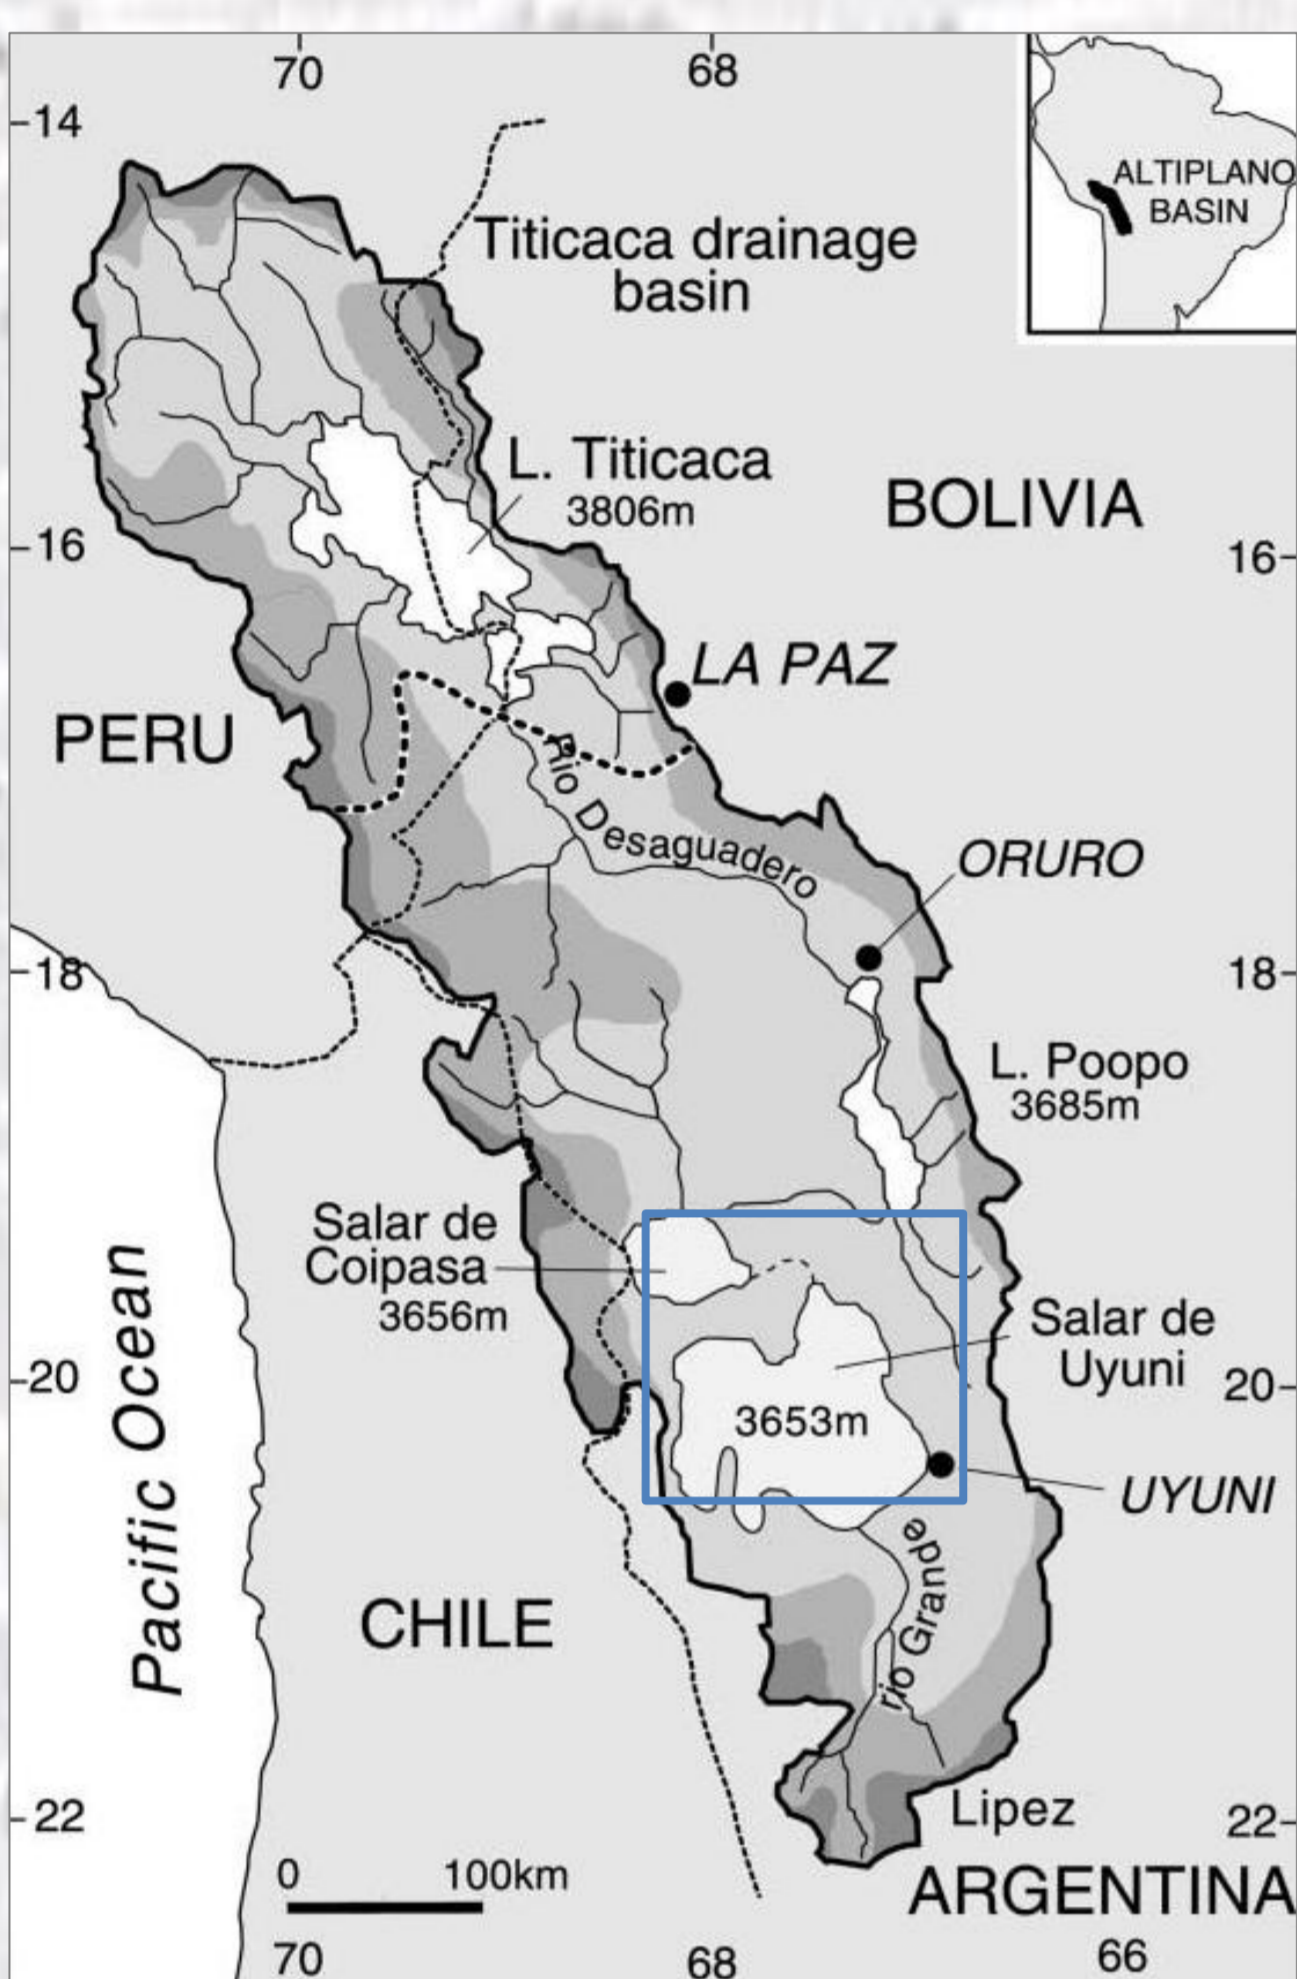 70
68
-14
ALTIPLANO
BASIN
Titicaca drainage
basin
L. Titicaca
3806m
BOLIVIA
-16
16-
LA PAZ
PERU
Rio Desaguadero
ORURO
-18
18-
L. Poopo
3685m
Salar de
Coipasa
3656m
Pacific Ocean
Salar de
Uyuni
-20
20-
3653m
UYUNI
rio Grande
CHILE
-22
Lipez
22-
0
100km
ARGENTINA
70
68
66